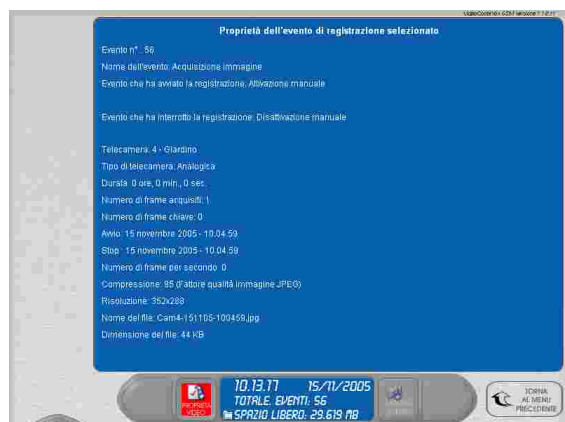 Proprietà dell'evento di registrazione selezionato
Evento n° : 56
Nome dell'evento: Acquisizione immagine
Evento che ha avviato la registrazione: Attivazione manuale
Evento che ha interrotto la registrazione: Disattivazione manuale
Telecamera: 4 - Giardino
Tipo di telecamera: Analogica
Durata: 0 ore, 0 min., 0 sec.
Numero di frame acquisiti: 1
Numero di frame chiave: 0
Avvio: 15 novembre 2005 - 10.04.59
Stop : 15 novembre 2005 - 10.04.59
Numero di frame per secondo: 0
Compressione: 85 (Fattore qualità immagine JPEG)
Risoluzione: 352x288
Nome del file: Cam4-151105-100459.jpg
Dimensione del file: 44 KB
PROPRIETÀ
VIDEO
10.13.11 15/11/2005
TOTALE. EVENTI: 56
SPAZIO LIBERO: 29.619 MB
TORNA
AL MENU
PRECEDENTE